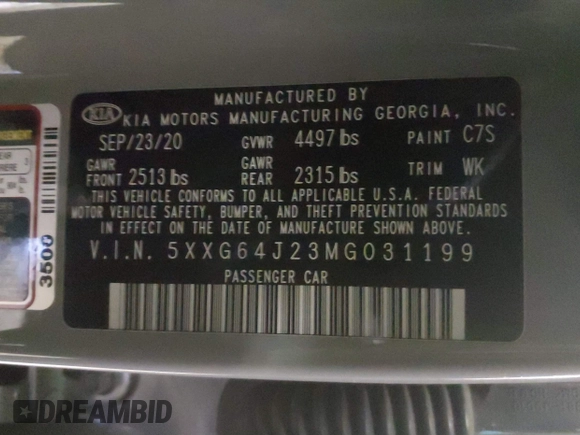 MANUFACTURED BY
KIA
KIA MOTORS MANUFACTURING GEORGIA, INC.
SEP/23/20 GVWR 4497 lbs PAINT C7S
GAWR FRONT 2513 lbs GAWR REAR 2315 lbs TRIM WK
THIS VEHICLE CONFORMS TO ALL APPLICABLE U.S.A. FEDERAL
MOTOR VEHICLE SAFETY, BUMPER, AND THEFT PREVENTION STANDARDS
IN EFFECT ON THE DATE OF MANUFACTURE SHOWN ABOVE.
V.I.N. 5XXG64J23MG031199
PASSENGER CAR
3500
DREAMBID